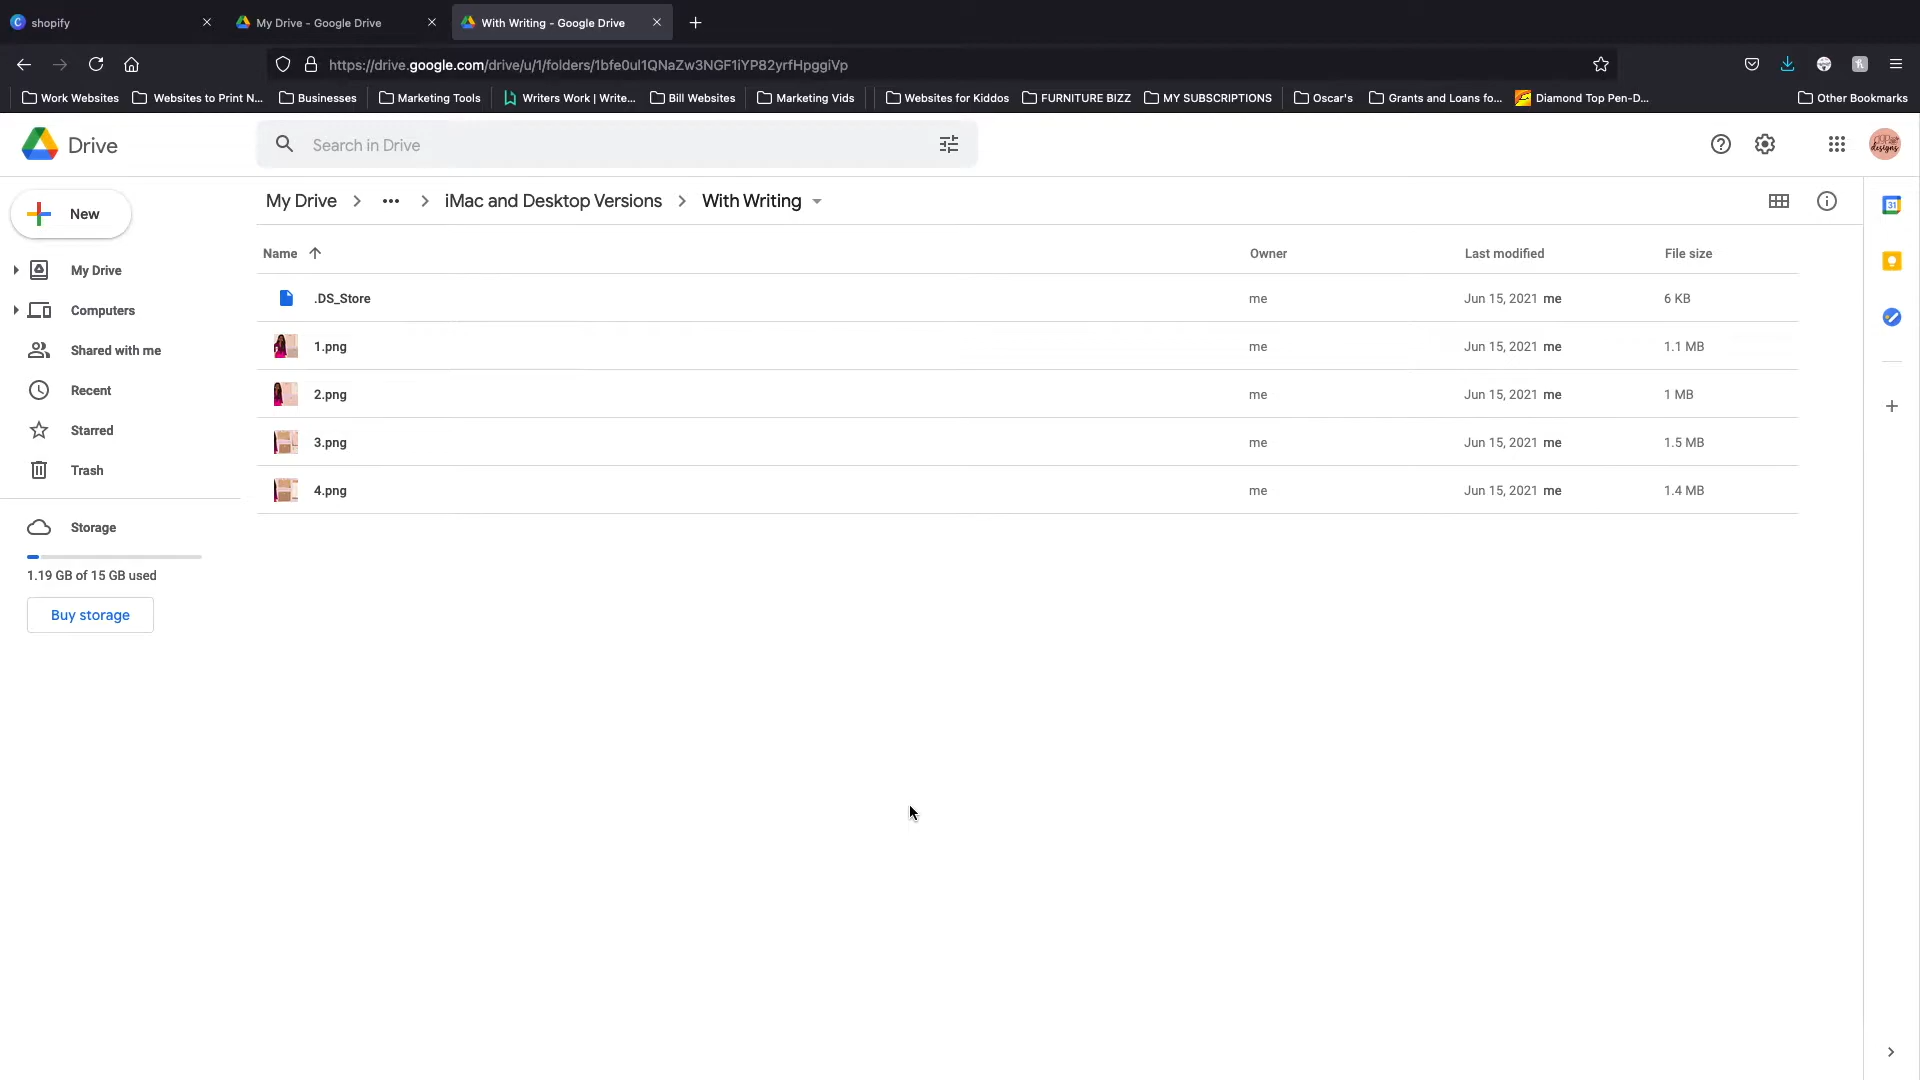 shopify
My Drive - Google Drive
With Writing - Google Drive
https://drive.google.com/drive/u/1/folders/1bfe0ul1QNaZw3NGF1iYP82yrfHpggiVp
Work Websites
Websites to Print N...
Businesses
Marketing Tools
Writers Work | Write...
Bill Websites
Marketing Vids
Websites for Kiddos
FURNITURE BIZZ
MY SUBSCRIPTIONS
Oscar's
Grants and Loans fo...
Diamond Top Pen-D...
Other Bookmarks
Drive
Search in Drive
New
My Drive
Computers
Shared with me
Recent
Starred
Trash
Storage
1.19 GB of 15 GB used
Buy storage
My Drive > ... > iMac and Desktop Versions > With Writing
Name Owner Last modified File size
.DS_Store me Jun 15, 2021 me 6 KB
1.png me Jun 15, 2021 me 1.1 MB
2.png me Jun 15, 2021 me 1 MB
3.png me Jun 15, 2021 me 1.5 MB
4.png me Jun 15, 2021 me 1.4 MB
31